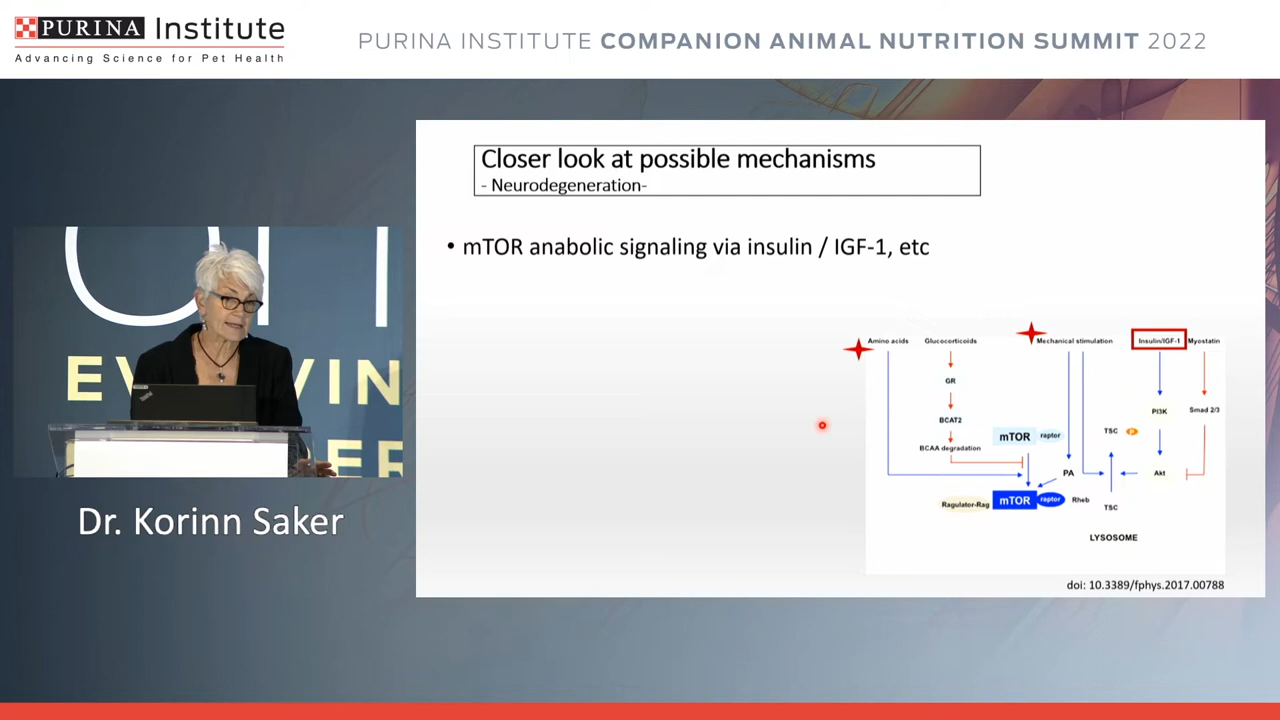 PURINA Institute
Advancing Science for Pet Health
PURINA INSTITUTE COMPANION ANIMAL NUTRITION SUMMIT 2022
Closer look at possible mechanisms
- Neurodegeneration-
• mTOR anabolic signaling via insulin / IGF-1, etc
Amino acids Glucocorticoids Mechanical stimulation Insulin/IGF-1 Myostatin
GR
PI3K Smad 2/3
BCAT2
TSC P
mTOR raptor
BCAA degradation
PA Akt
Ragulator-Rag mTOR raptor Rheb
TSC
LYSOSOME
doi: 10.3389/fphys.2017.00788
Dr. Korinn Saker